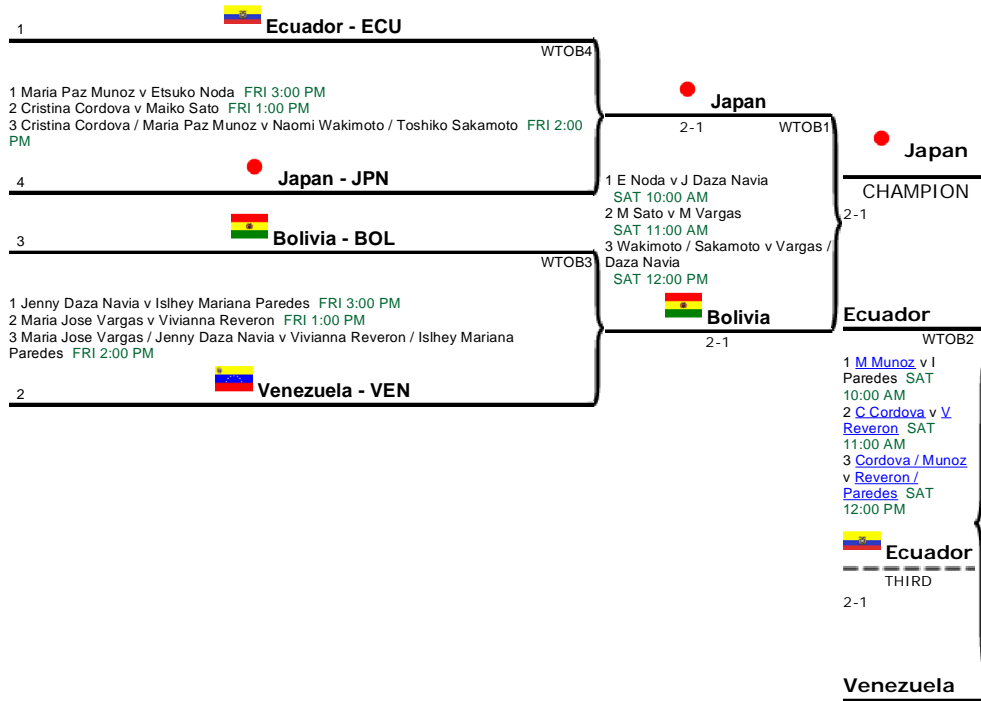 1
Ecuador - ECU
WTOB4
1 Maria Paz Munoz v Etsuko Noda FRI 3:00 PM
2 Cristina Cordova v Maiko Sato FRI 1:00 PM
3 Cristina Cordova / Maria Paz Munoz v Naomi Wakimoto / Toshiko Sakamoto FRI 2:00
PM
4
Japan - JPN
3
Bolivia - BOL
WTOB3
1 Jenny Daza Navia v Islhey Mariana Paredes FRI 3:00 PM
2 Maria Jose Vargas v Vivianna Reveron FRI 1:00 PM
3 Maria Jose Vargas / Jenny Daza Navia v Vivianna Reveron / Islhey Mariana
Paredes FRI 2:00 PM
2
Venezuela - VEN
Japan
2-1
WTOB1
1 E Noda v J Daza Navia
SAT 10:00 AM
2 M Sato v M Vargas
SAT 11:00 AM
3 Wakimoto / Sakamoto v Vargas /
Daza Navia
SAT 12:00 PM
Bolivia
2-1
Japan
CHAMPION
2-1
Ecuador
WTOB2
1 M Munoz v I
Paredes SAT
10:00 AM
2 C Cordova v V
Reveron SAT
11:00 AM
3 Cordova / Munoz
v Reveron /
Paredes SAT
12:00 PM
Ecuador
THIRD
2-1
Venezuela